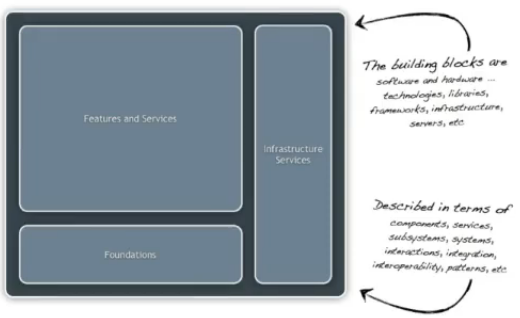 Features and Services
Infrastructure
Services
Foundations
The building blocks are
software and hardware ...
technologies, libraries,
frameworks, infrastructure,
servers, etc
Described in terms of
components, services,
subsystems, systems,
interactions, integration,
interoperability, patterns, etc